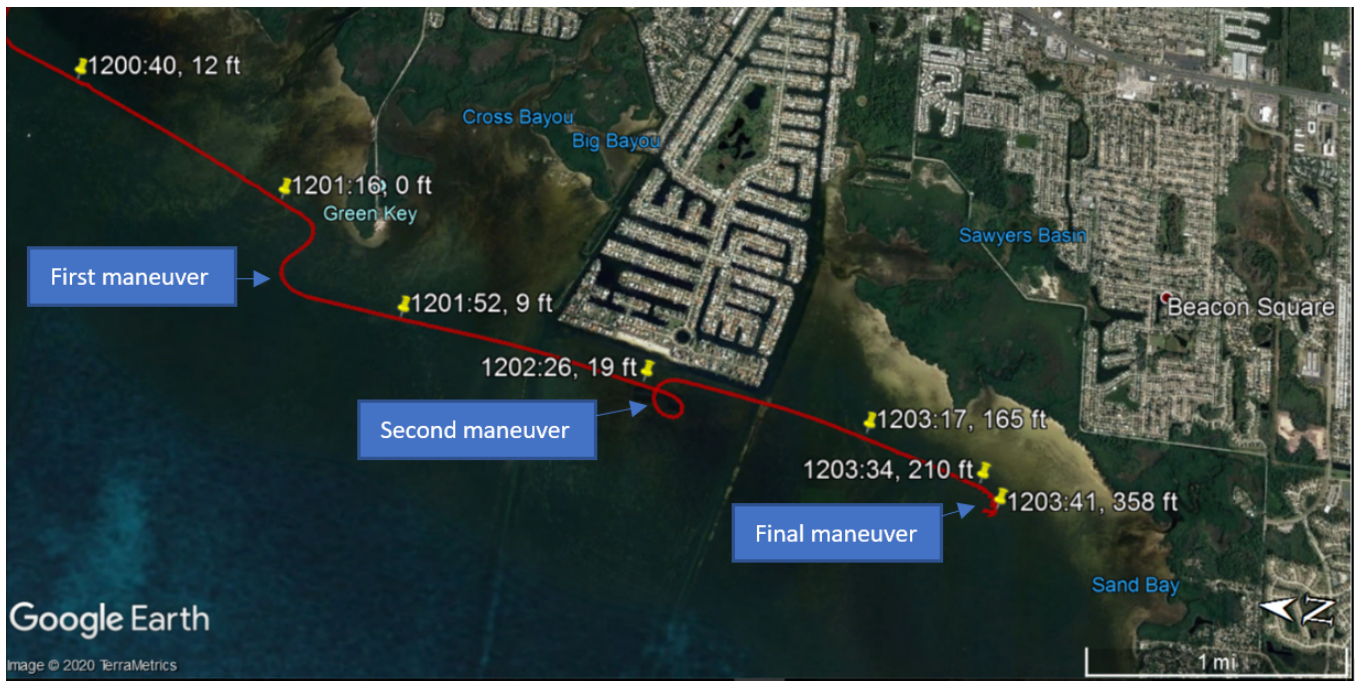 1200:40, 12 ft
Cross Bayou
Big Bayou
1201:16, 0 ft
Green Key
Sawyers Basin
First maneuver
1201:52, 9 ft
Beacon Square
1202:26, 19 ft
Second maneuver
1203:17, 165 ft
1203:34, 210 ft
1203:41, 358 ft
Final maneuver
Sand Bay
N
Google Earth
Image © 2020 TerraMetrics
1 mi